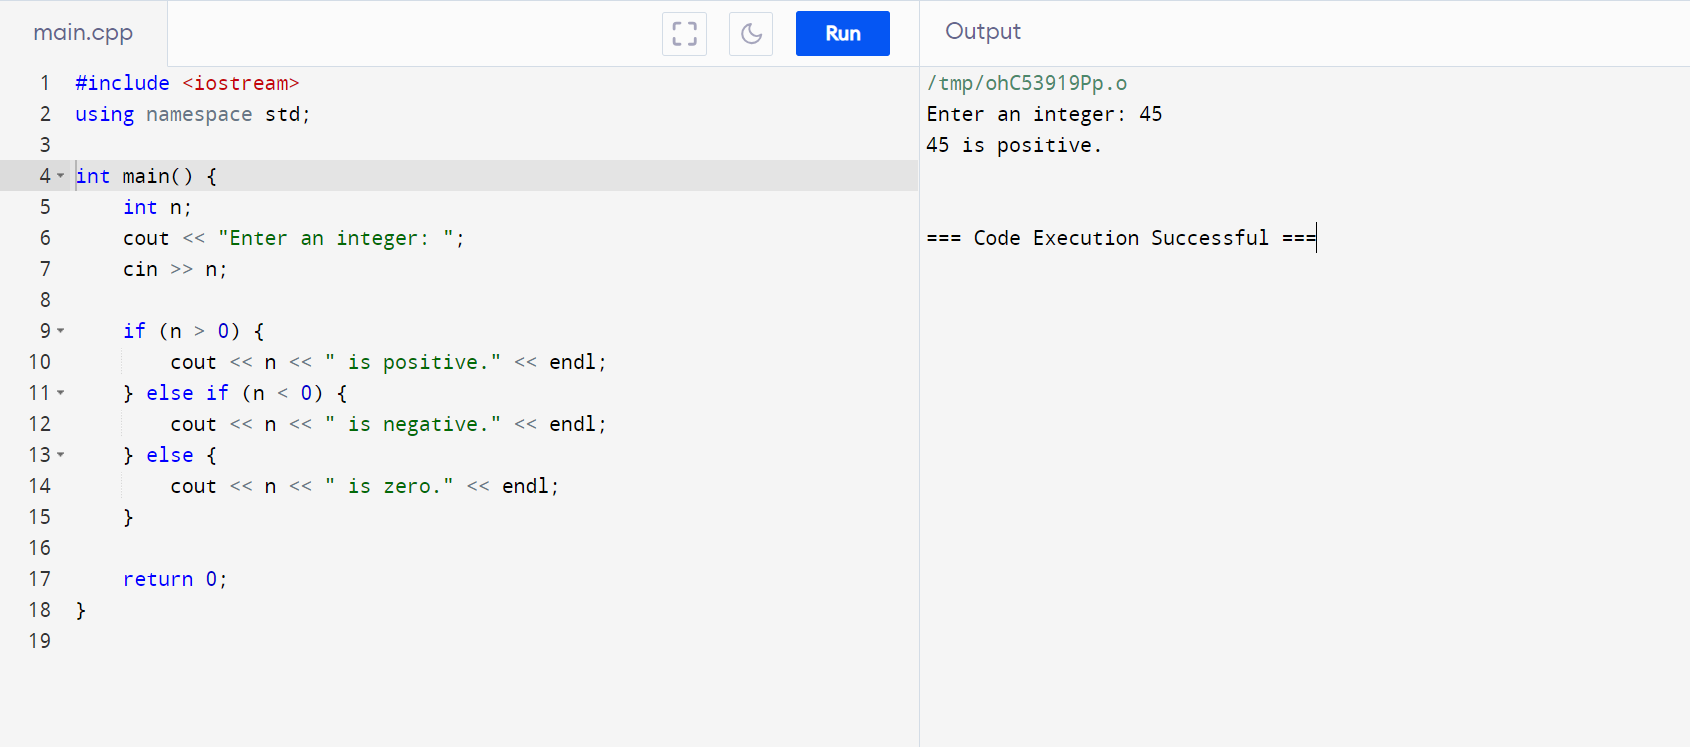 main.cpp
Run
Output
1 #include <iostream>
2 using namespace std;
3
4 int main() {
5     int n;
6     cout << "Enter an integer: ";
7     cin >> n;
8
9     if (n > 0) {
10         cout << n << " is positive." << endl;
11     } else if (n < 0) {
12         cout << n << " is negative." << endl;
13     } else {
14         cout << n << " is zero." << endl;
15     }
16
17     return 0;
18 }
19
/tmp/ohC53919Pp.o
Enter an integer: 45
45 is positive.
=== Code Execution Successful ===